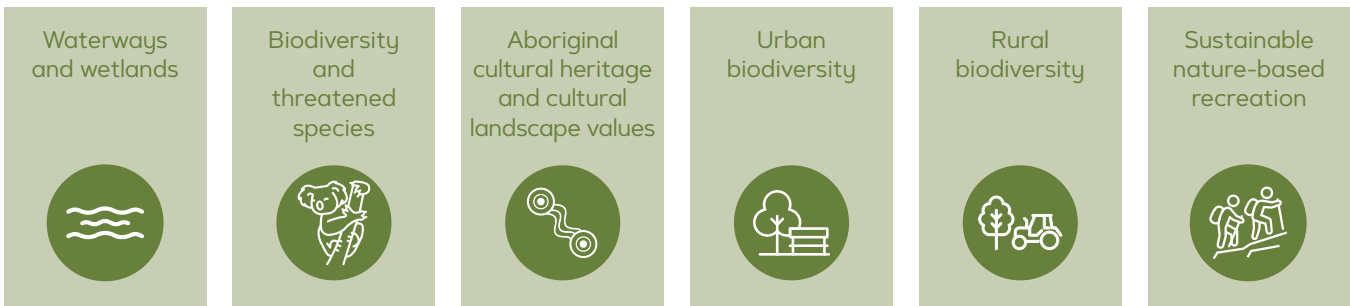 Waterways
and wetlands
Biodiversity
and
threatened
species
Aboriginal
cultural heritage
and cultural
landscape values
Urban
biodiversity
Rural
biodiversity
Sustainable
nature-based
recreation